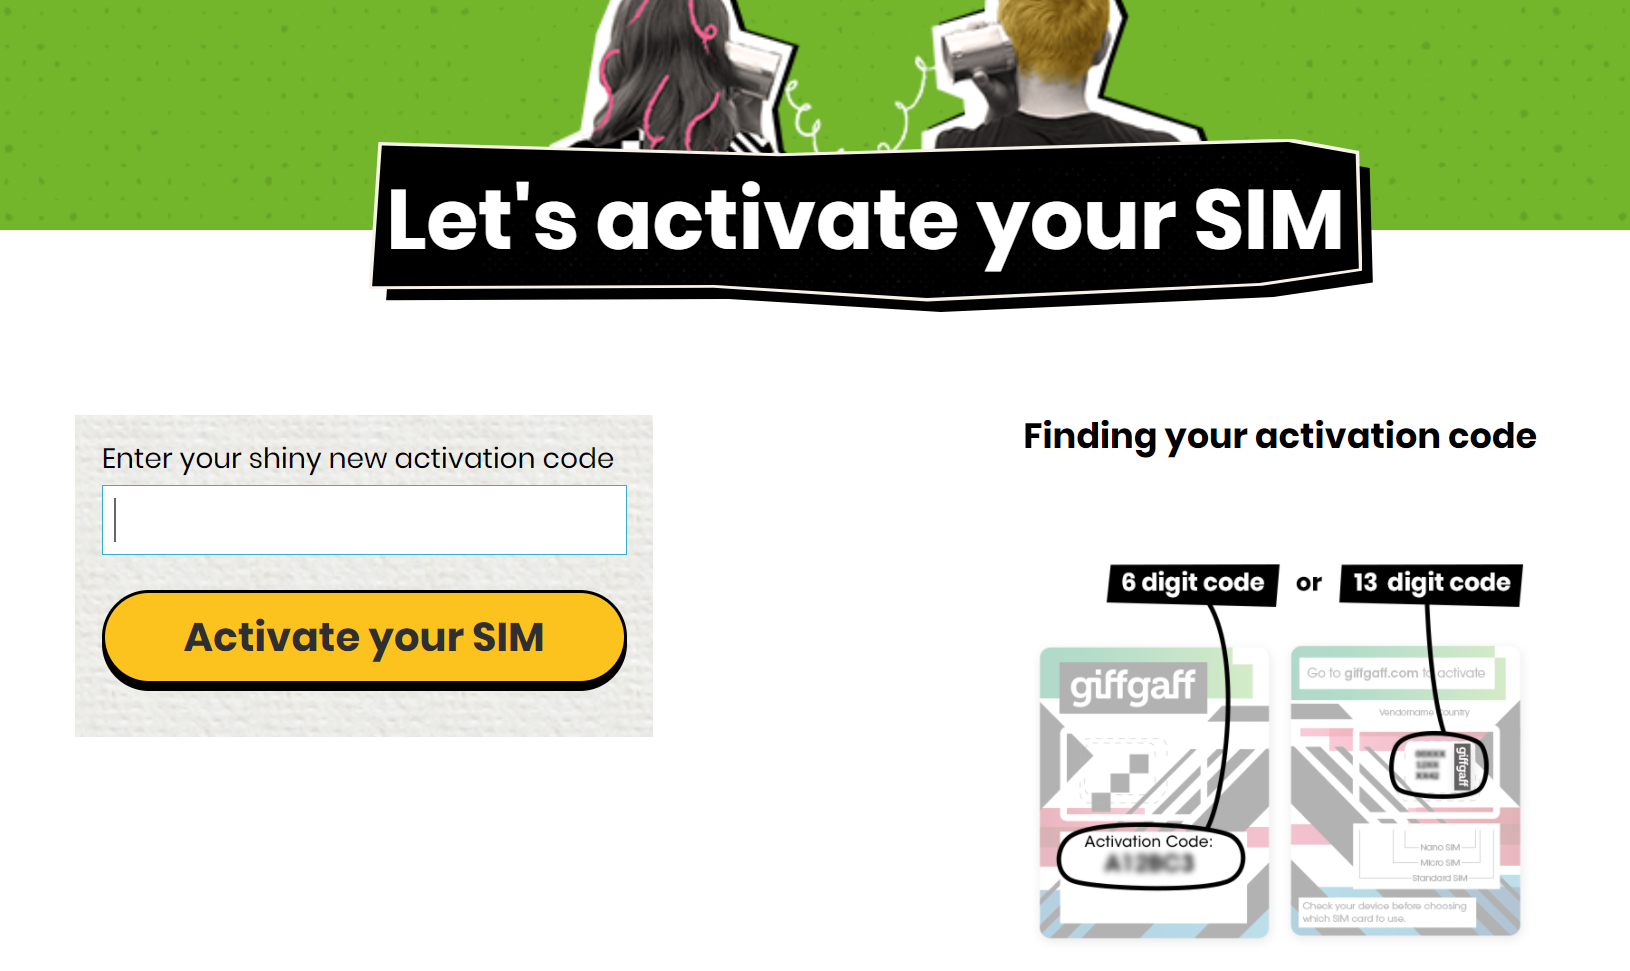 Let's activate your SIM
Enter your shiny new activation code
Activate your SIM
Finding your activation code
6 digit code or 13 digit code
giffgaff
Activation Code:
Go to giffgaff.com to activate
Vendorname Country
giffgaff
Nano SIM
Micro SIM
Standard SIM
Check your device before choosing
which SIM card to use.